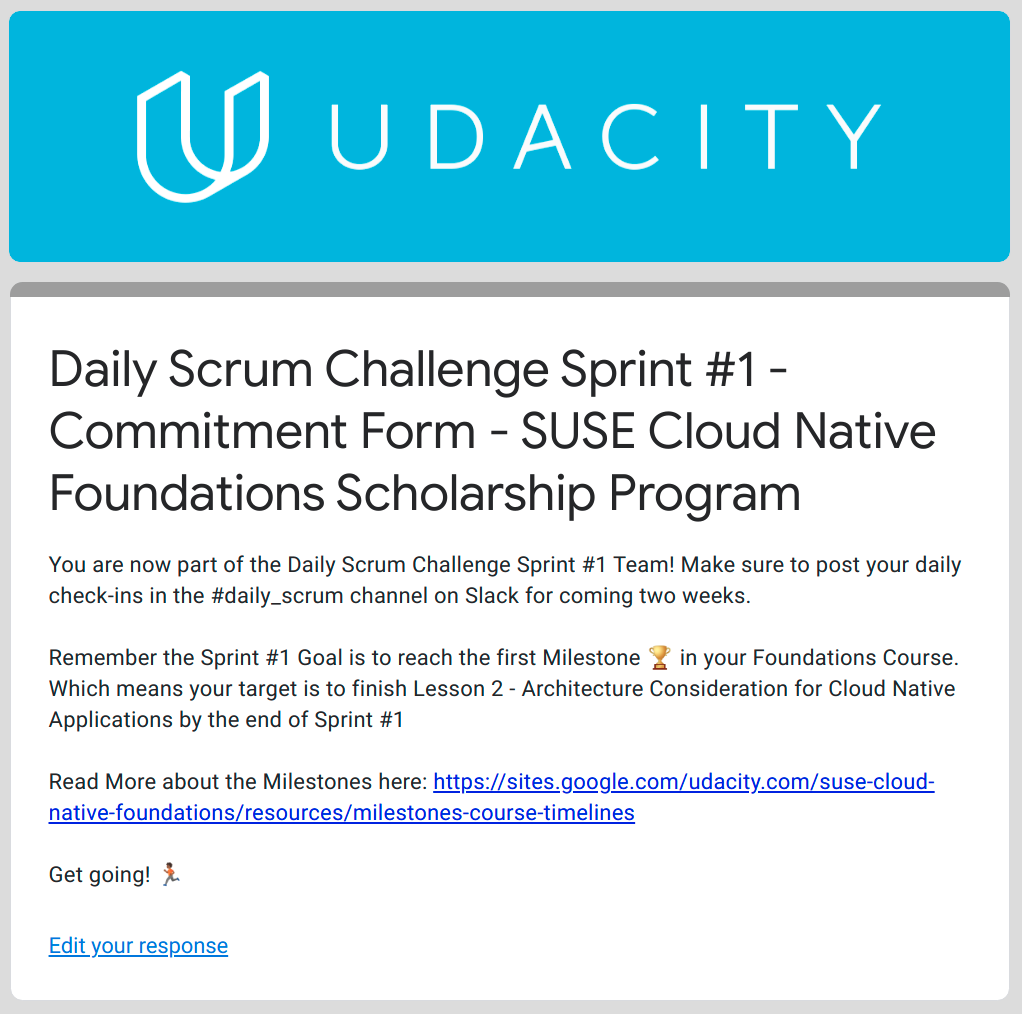 UDACITY
Daily Scrum Challenge Sprint #1 -
Commitment Form - SUSE Cloud Native
Foundations Scholarship Program
You are now part of the Daily Scrum Challenge Sprint #1 Team! Make sure to post your daily
check-ins in the #daily_scrum channel on Slack for coming two weeks.
Remember the Sprint #1 Goal is to reach the first Milestone 🏆 in your Foundations Course.
Which means your target is to finish Lesson 2 - Architecture Consideration for Cloud Native
Applications by the end of Sprint #1
Read More about the Milestones here: https://sites.google.com/udacity.com/suse-cloud-
native-foundations/resources/milestones-course-timelines
Get going! 🏃
Edit your response